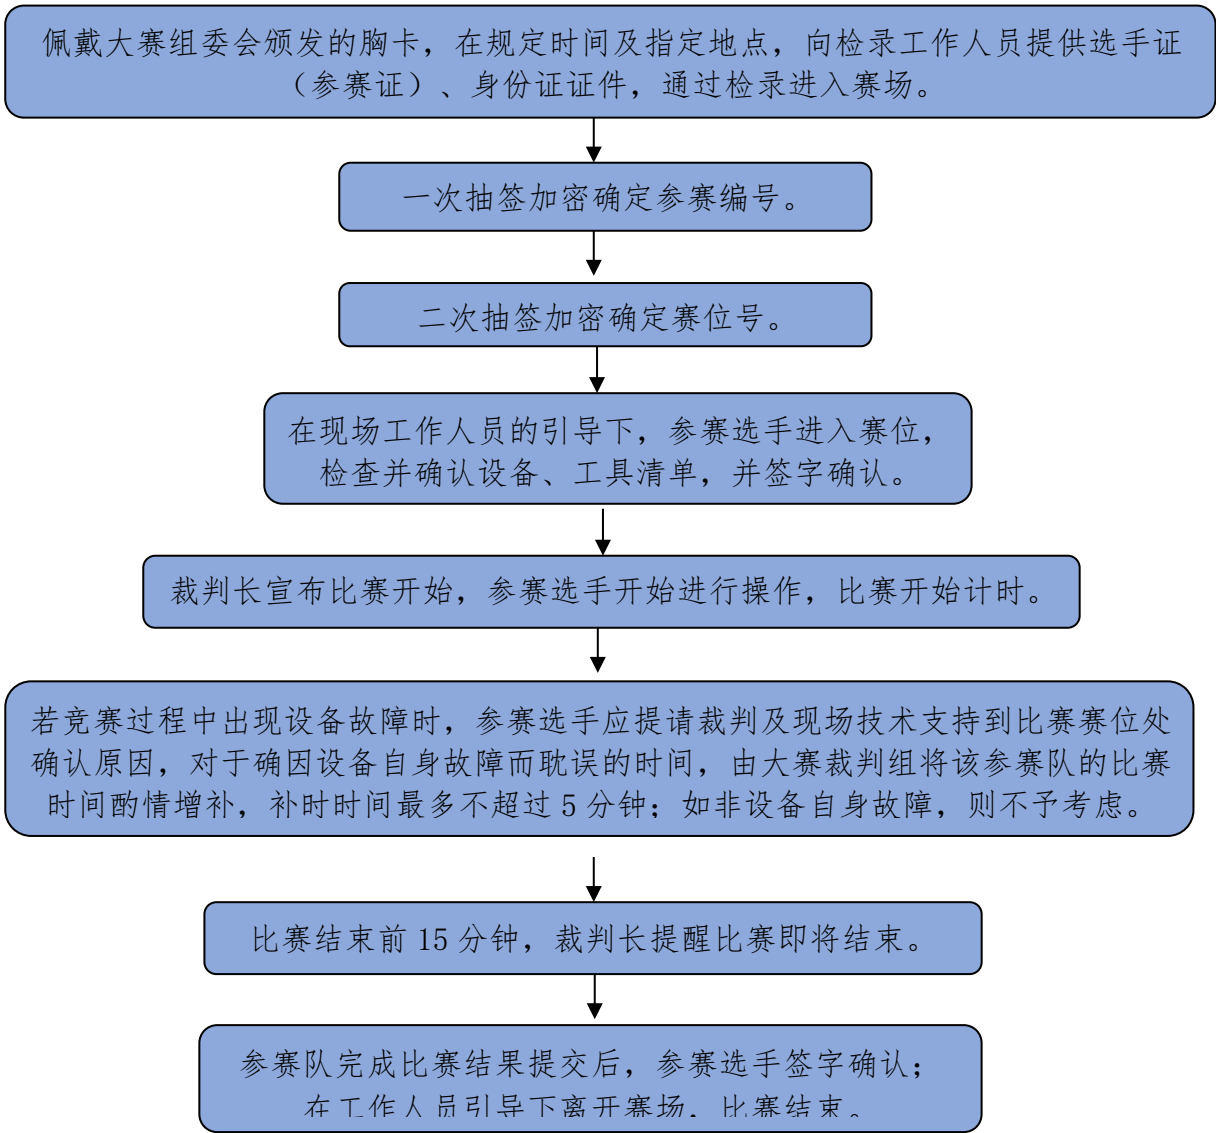 佩戴大赛组委会颁发的胸卡，在规定时间及指定地点，向检录工作人员提供选手证
（参赛证）、身份证证件，通过检录进入赛场。
一次抽签加密确定参赛编号。
二次抽签加密确定赛位号。
在现场工作人员的引导下，参赛选手进入赛位，
检查并确认设备、工具清单，并签字确认。
裁判长宣布比赛开始，参赛选手开始进行操作，比赛开始计时。
若竞赛过程中出现设备故障时，参赛选手应提请裁判及现场技术支持到比赛赛位处
确认原因，对于确因设备自身故障而耽误的时间，由大赛裁判组将该参赛队的比赛
时间酌情增补，补时时间最多不超过 5 分钟；如非设备自身故障，则不予考虑。
比赛结束前 15 分钟，裁判长提醒比赛即将结束。
参赛队完成比赛结果提交后，参赛选手签字确认；
在工作人员引导下离开赛场，比赛结束。